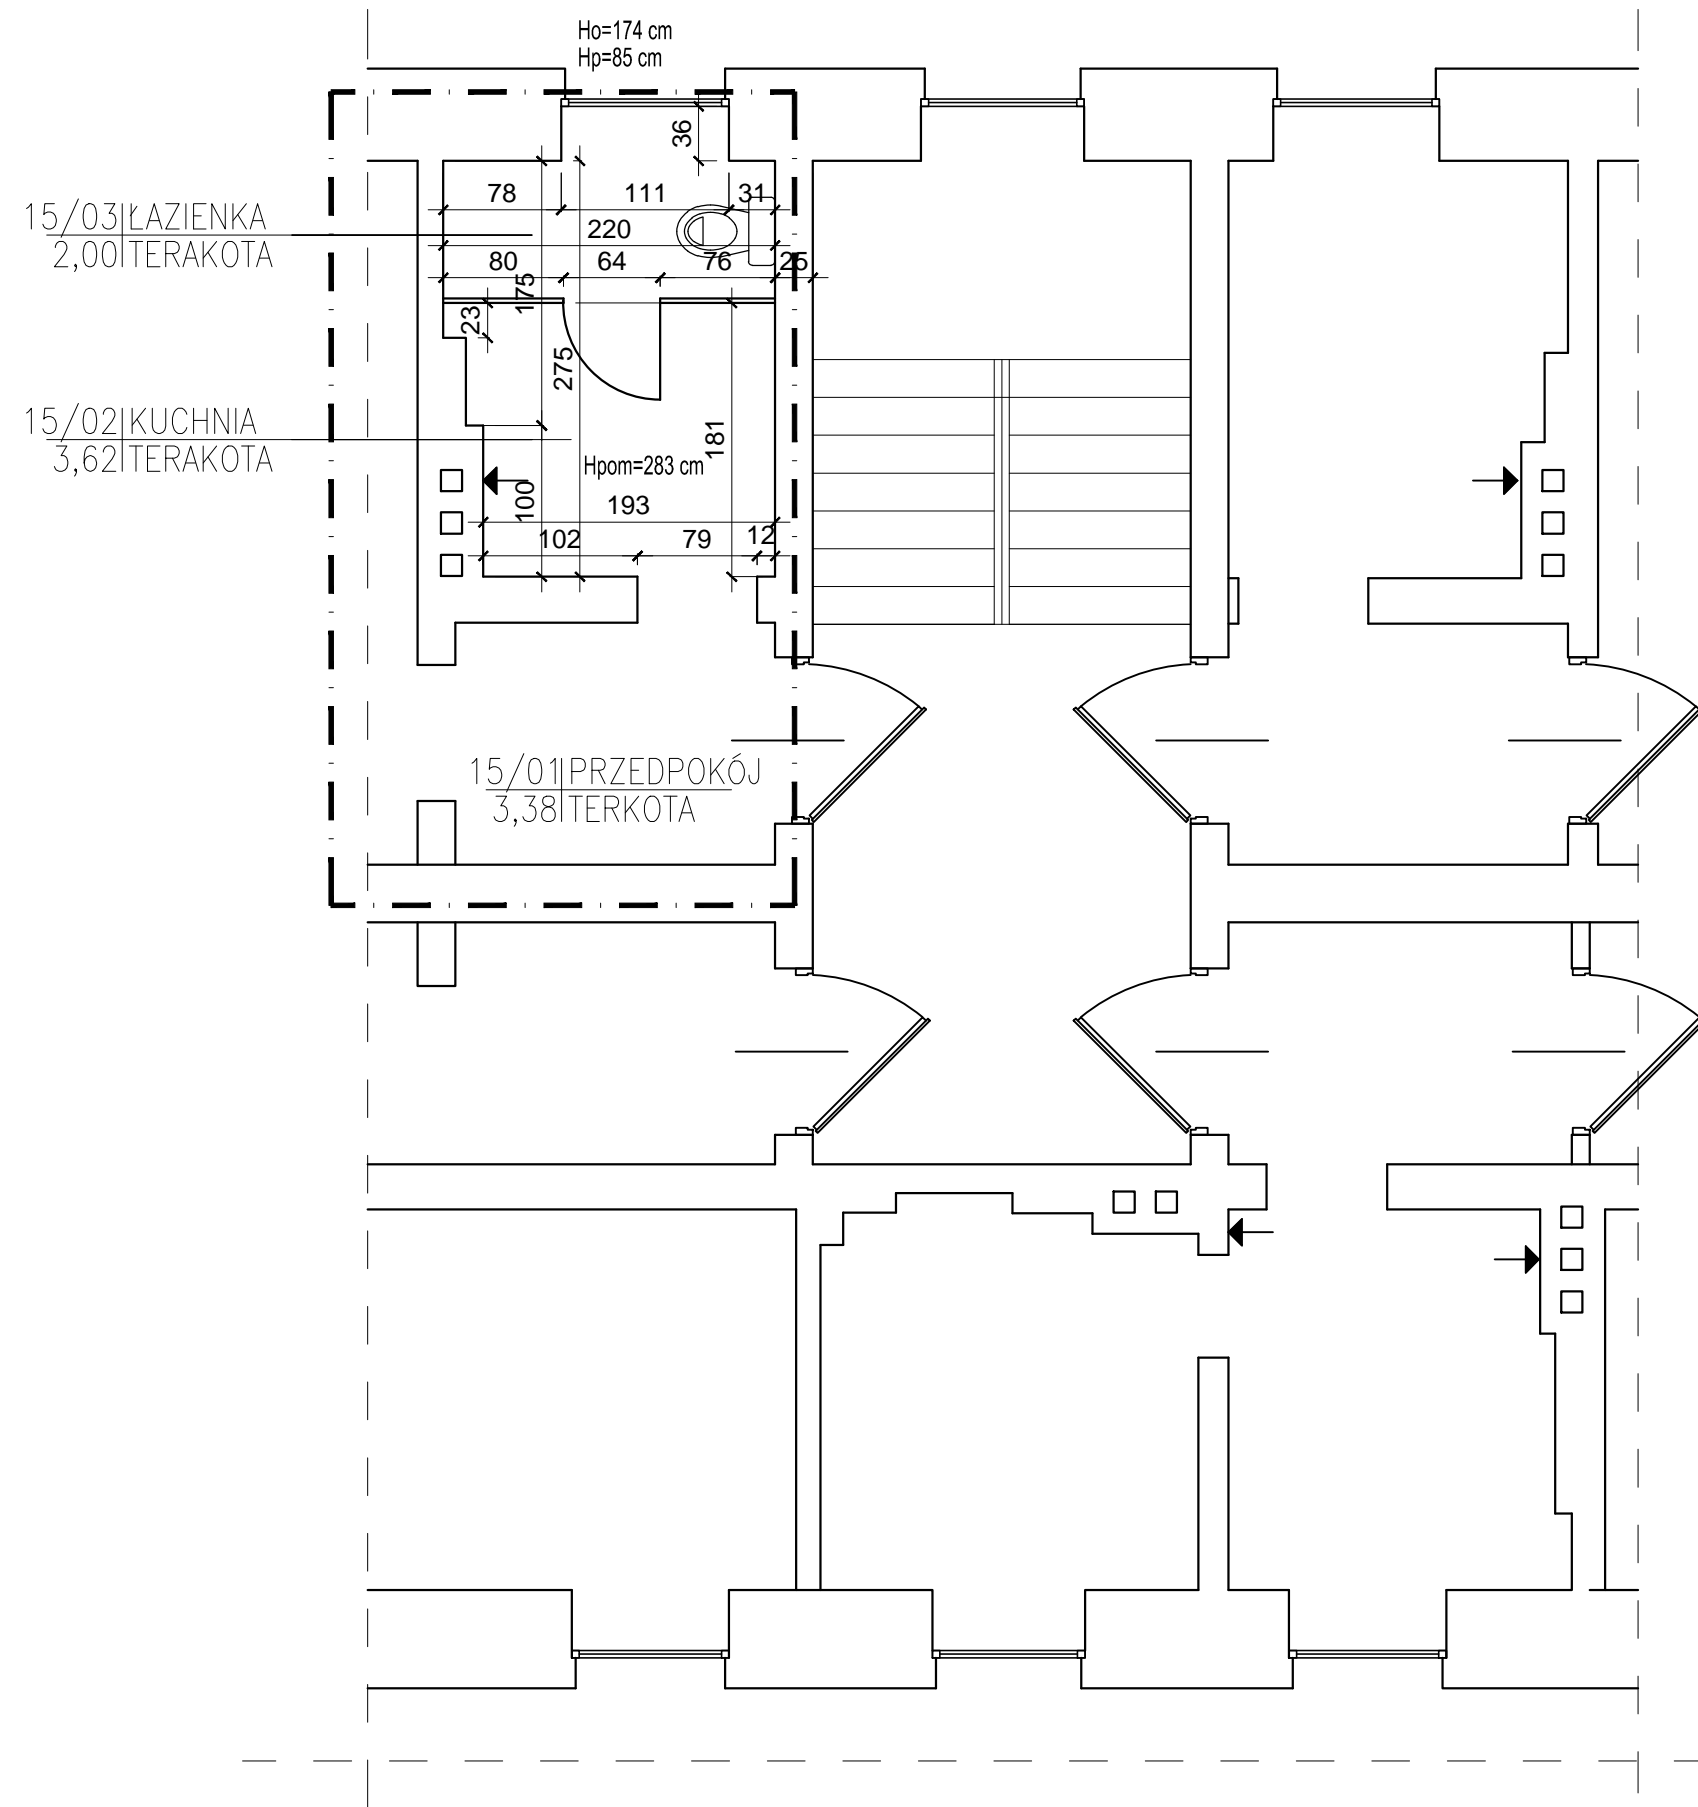 Ho=174 cm
Hp=85 cm
36
78 111 31
15/03 ŁAZIENKA
2,00 TERAKOTA
220
80 64 76 25
175
23
275
15/02 KUCHNIA
3,62 TERAKOTA
181
Hpom=283 cm
100
193
102 79 12
15/01 PRZEDPOKÓJ
3,38 TERKOTA